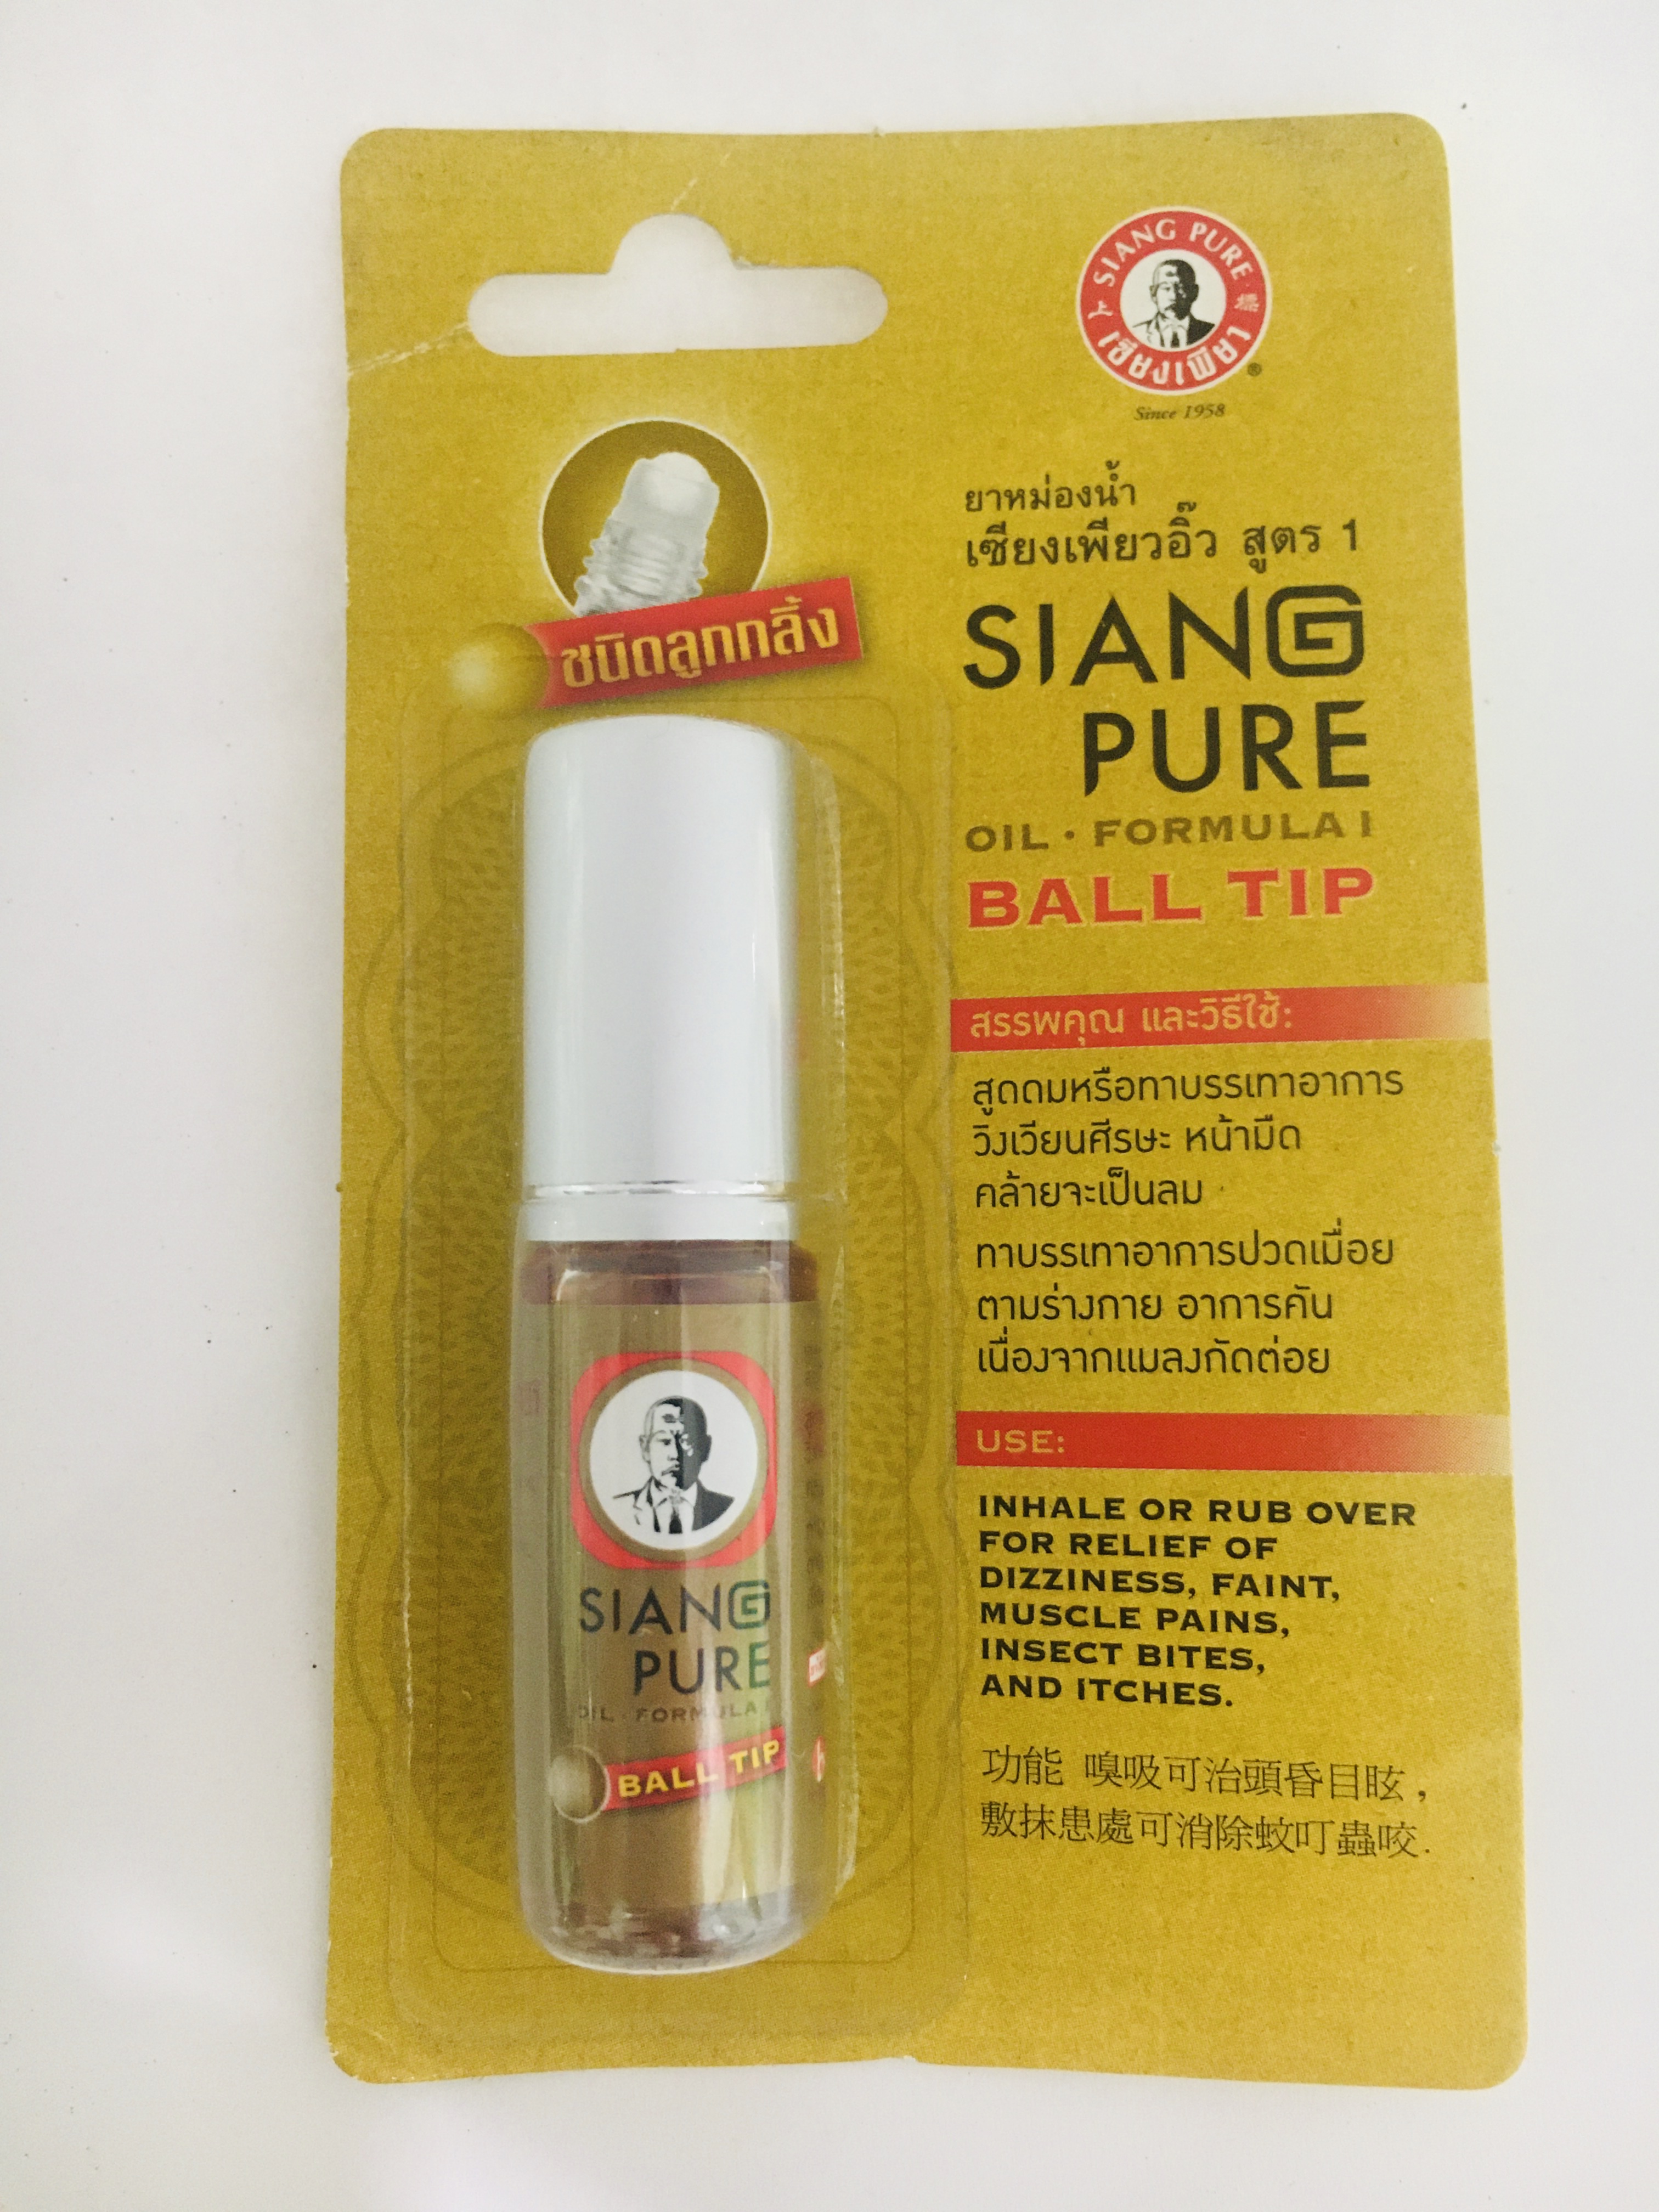 SIANG PURE
เซียงเพียว
®
Since 1958
ยาหม่องน้ำ
เซียงเพียวอิ๊ว สูตร 1
SIANG
PURE
OIL · FORMULA I
BALL TIP
ชนิดลูกกลิ้ง
สรรพคุณ และวิธีใช้:
สูดดมหรือทาบรรเทาอาการ
วิงเวียนศีรษะ หน้ามืด
คล้ายจะเป็นลม
ทาบรรเทาอาการปวดเมื่อย
ตามร่างกาย อาการคัน
เนื่องจากแมลงกัดต่อย
USE:
INHALE OR RUB OVER
FOR RELIEF OF
DIZZINESS, FAINT,
MUSCLE PAINS,
INSECT BITES,
AND ITCHES.
功能 嗅吸可治頭昏目眩,
敷抹患處可消除蚊叮蟲咬.
SIANG
PURE
OIL · FORMULA I
BALL TIP